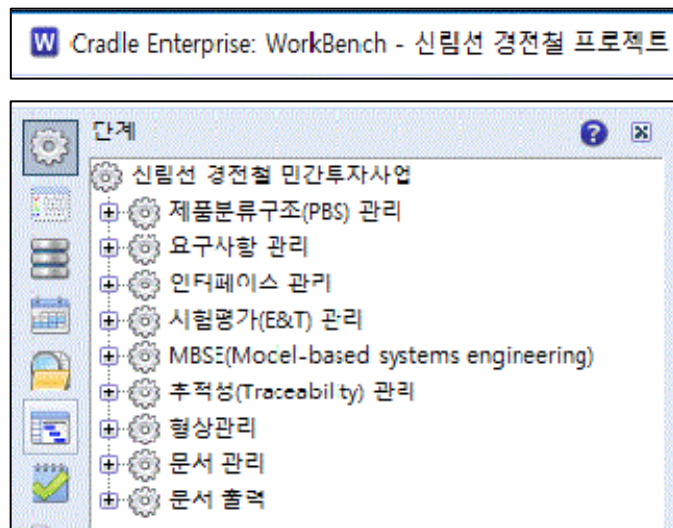 W Cradle Enterprise: WorkBench - 신림선 경전철 프로젝트
단계
신림선 경전철 민간투자사업
제품분류구조(PBS) 관리
요구사항 관리
인터페이스 관리
시험평가(E&T) 관리
MBSE(Model-based systems engineering)
추적성(Traceability) 관리
형상관리
문서 관리
문서 출력